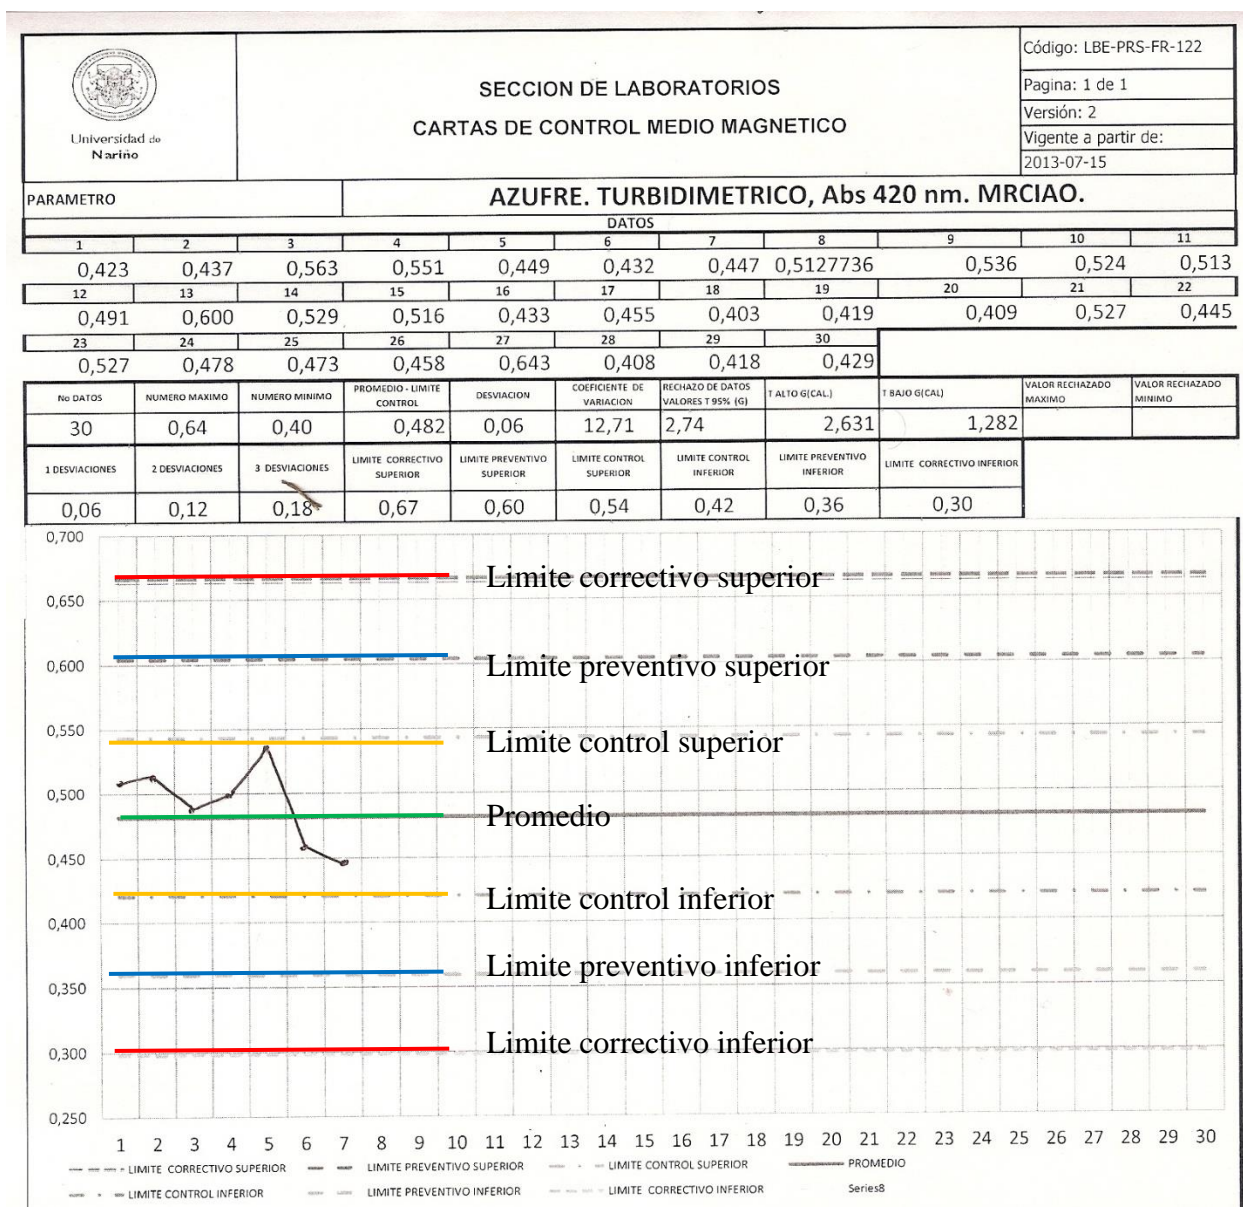 Universidad de
Nariño
SECCION DE LABORATORIOS
CARTAS DE CONTROL MEDIO MAGNETICO
Código: LBE-PRS-FR-122
Pagina: 1 de 1
Versión: 2
Vigente a partir de:
2013-07-15
PARAMETRO
AZUFRE. TURBIDIMETRICO, Abs 420 nm. MRCIAO.
DATOS
1 2 3 4 5 6 7 8 9 10 11
0,423 0,437 0,563 0,551 0,449 0,432 0,447 0,5127736 0,536 0,524 0,513
12 13 14 15 16 17 18 19 20 21 22
0,491 0,600 0,529 0,516 0,433 0,455 0,403 0,419 0,409 0,527 0,445
23 24 25 26 27 28 29 30
0,527 0,478 0,473 0,458 0,643 0,408 0,418 0,429
No DATOS NUMERO MAXIMO NUMERO MINIMO PROMEDIO - LIMITE CONTROL DESVIACION COEFICIENTE DE VARIACION RECHAZO DE DATOS VALORES T 95% (G) T ALTO G(CAL.) T BAJO G(CAL) VALOR RECHAZADO MAXIMO VALOR RECHAZADO MINIMO
30 0,64 0,40 0,482 0,06 12,71 2,74 2,631 1,282
1 DESVIACIONES 2 DESVIACIONES 3 DESVIACIONES LIMITE CORRECTIVO SUPERIOR LIMITE PREVENTIVO SUPERIOR LIMITE CONTROL SUPERIOR LIMITE CONTROL INFERIOR LIMITE PREVENTIVO INFERIOR LIMITE CORRECTIVO INFERIOR
0,06 0,12 0,18 0,67 0,60 0,54 0,42 0,36 0,30
0,700
Limite correctivo superior
0,650
0,600
Limite preventivo superior
0,550
Limite control superior
0,500
Promedio
0,450
Limite control inferior
0,400
Limite preventivo inferior
0,350
0,300
Limite correctivo inferior
0,250
1 2 3 4 5 6 7 8 9 10 11 12 13 14 15 16 17 18 19 20 21 22 23 24 25 26 27 28 29 30
LIMITE CORRECTIVO SUPERIOR LIMITE PREVENTIVO SUPERIOR LIMITE CONTROL SUPERIOR PROMEDIO
LIMITE CONTROL INFERIOR LIMITE PREVENTIVO INFERIOR LIMITE CORRECTIVO INFERIOR Series8